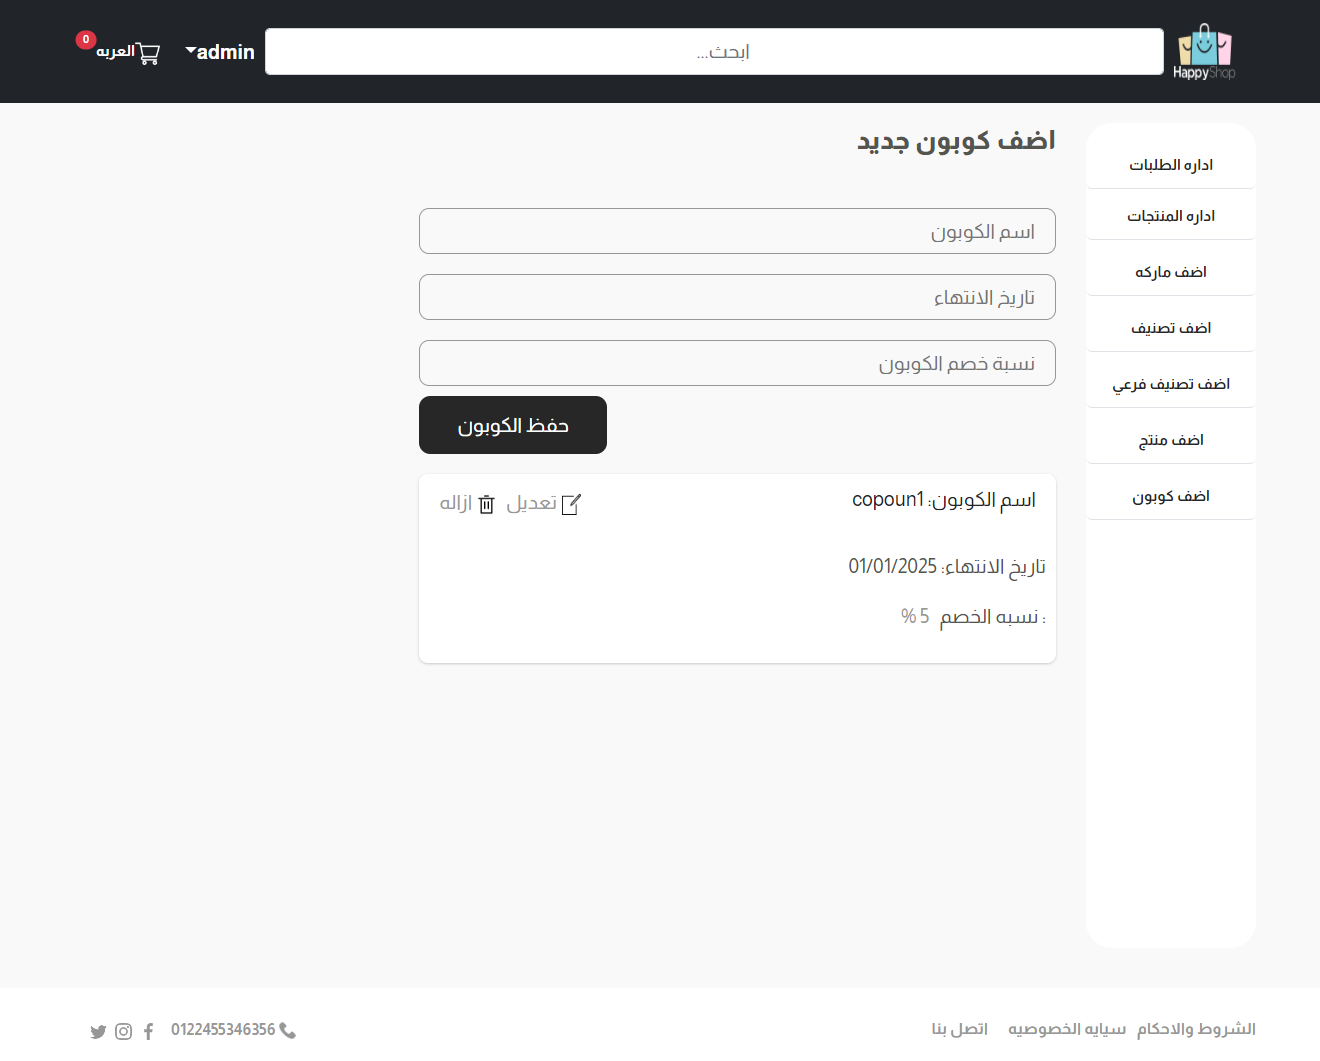 HappyShop
ابحث...
admin
العربه
0
اداره الطلبات
اداره المنتجات
اضف ماركه
اضف تصنيف
اضف تصنيف فرعي
اضف منتج
اضف كوبون
اضف كوبون جديد
اسم الكوبون
تاريخ الانتهاء
نسبة خصم الكوبون
حفظ الكوبون
اسم الكوبون: copoun1
تعديل
ازاله
تاريخ الانتهاء: 01/01/2025
نسبه الخصم :
5 %
الشروط والاحكام
سيايه الخصوصيه
اتصل بنا
0122455346356